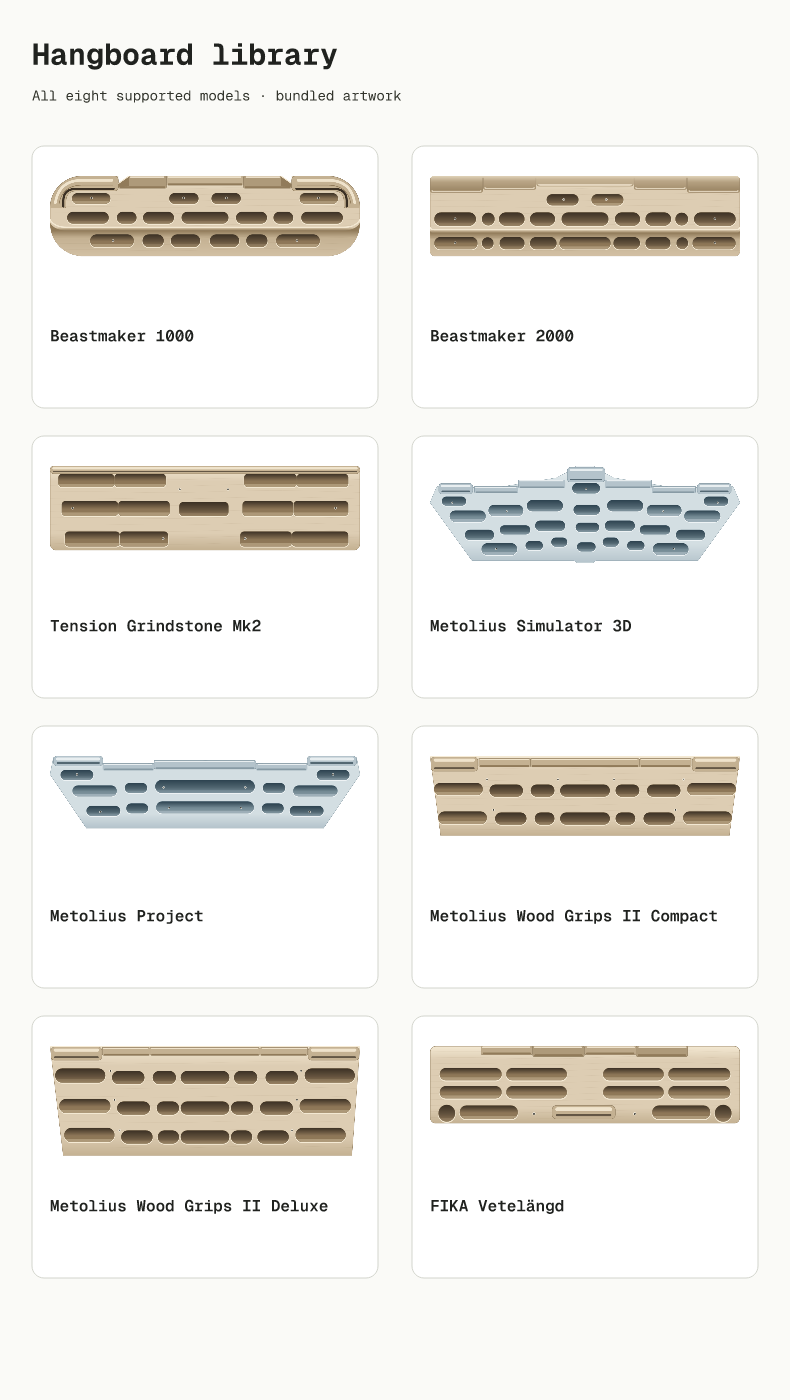 Hangboard library
All eight supported models · bundled artwork
Beastmaker 1000
Beastmaker 2000
Tension Grindstone Mk2
Metolius Simulator 3D
Metolius Project
Metolius Wood Grips II Compact
Metolius Wood Grips II Deluxe
FIKA Vetelängd